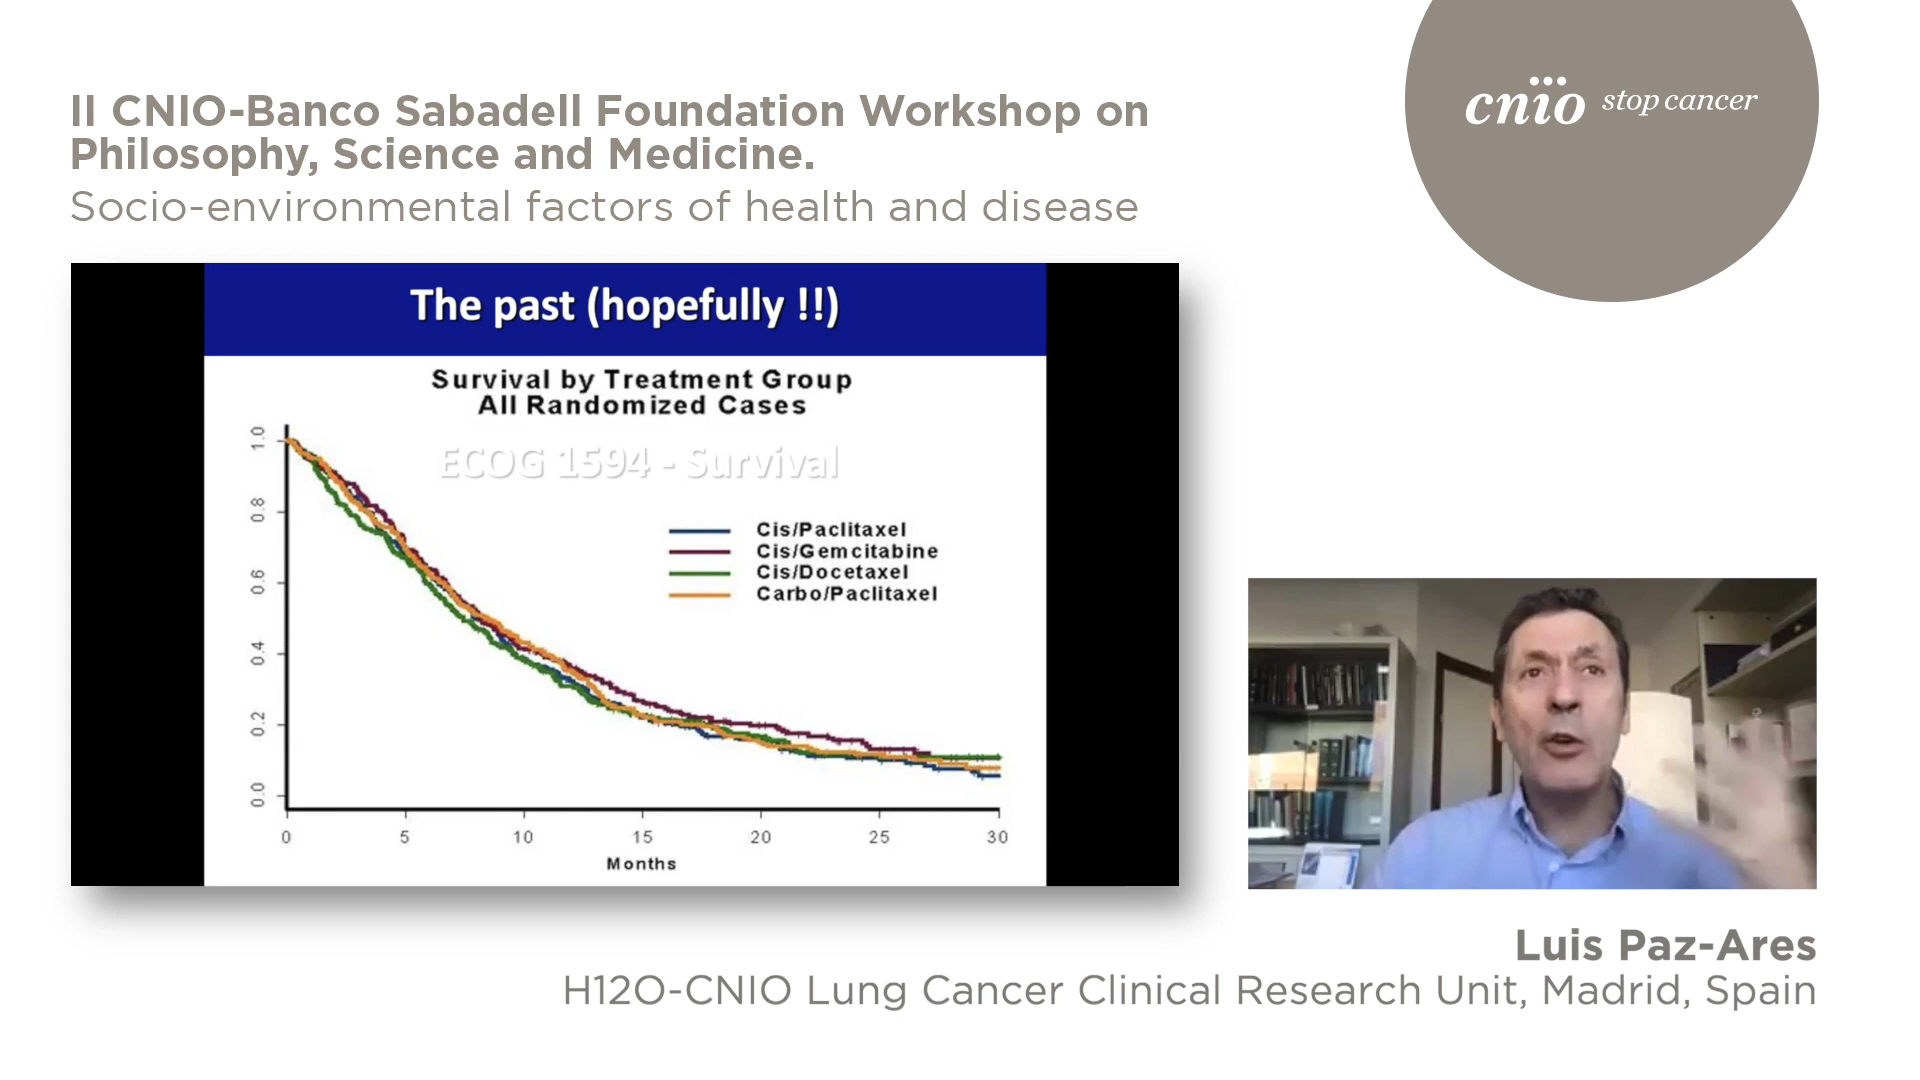 II CNIO-Banco Sabadell Foundation Workshop on
Philosophy, Science and Medicine.
Socio-environmental factors of health and disease
cnio stop cancer
The past (hopefully !!)
Survival by Treatment Group
All Randomized Cases
ECOG 1594 - Survival
Cis/Paclitaxel
Cis/Gemcitabine
Cis/Docetaxel
Carbo/Paclitaxel
1.0
0.8
0.6
0.4
0.2
0.0
0 5 10 15 20 25 30
Months
Luis Paz-Ares
H12O-CNIO Lung Cancer Clinical Research Unit, Madrid, Spain